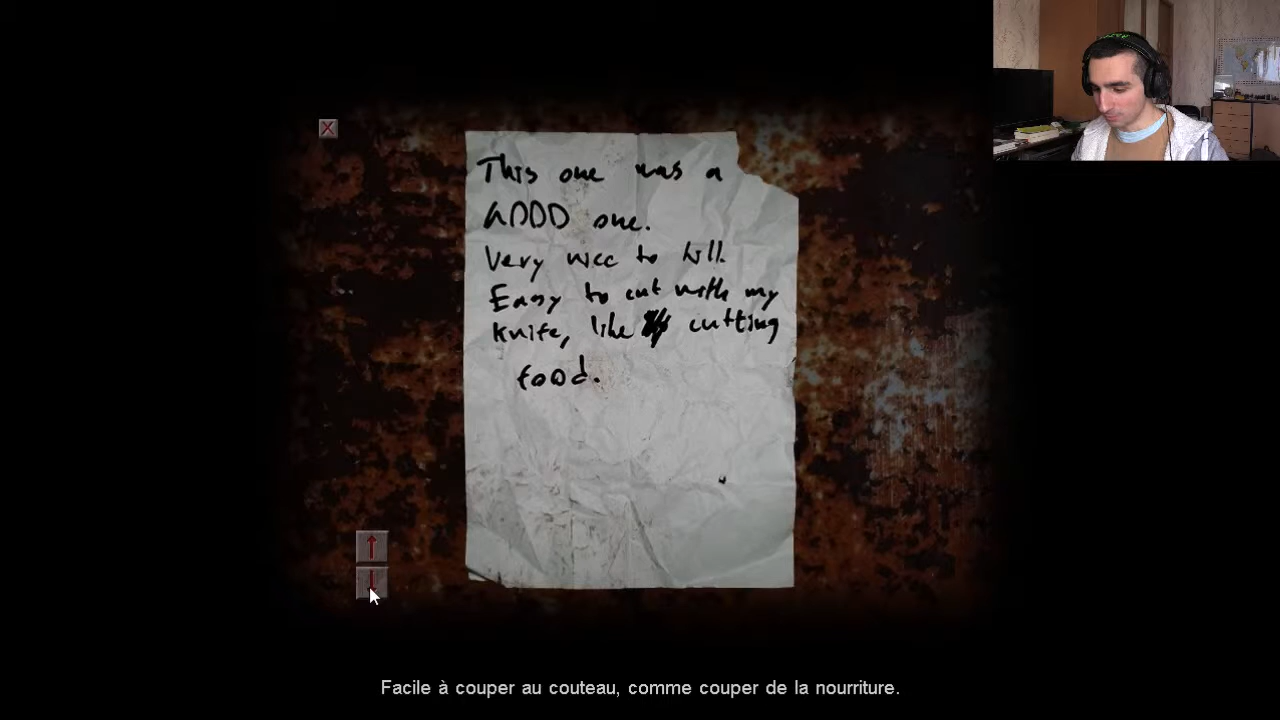 This one was a
GOOD one.
Very nice to kill.
Easy to cut with my
knife, like cutting
food.
Facile à couper au couteau, comme couper de la nourriture.